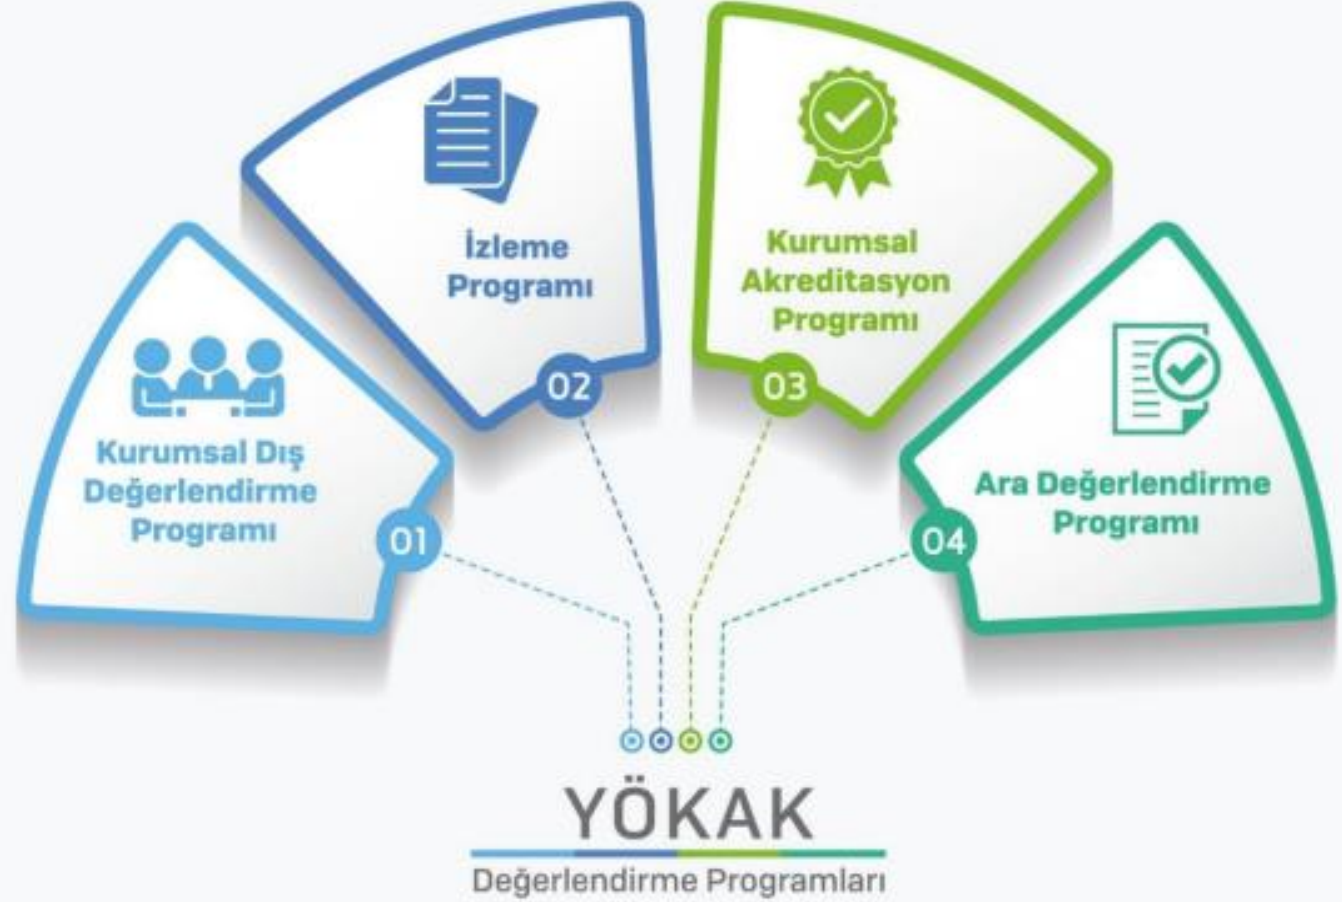 Kurumsal Dış
Değerlendirme
Programı
01
İzleme
Programı
02
Kurumsal
Akreditasyon
Programı
03
Ara Değerlendirme
Programı
04
YÖKAK
Değerlendirme Programları